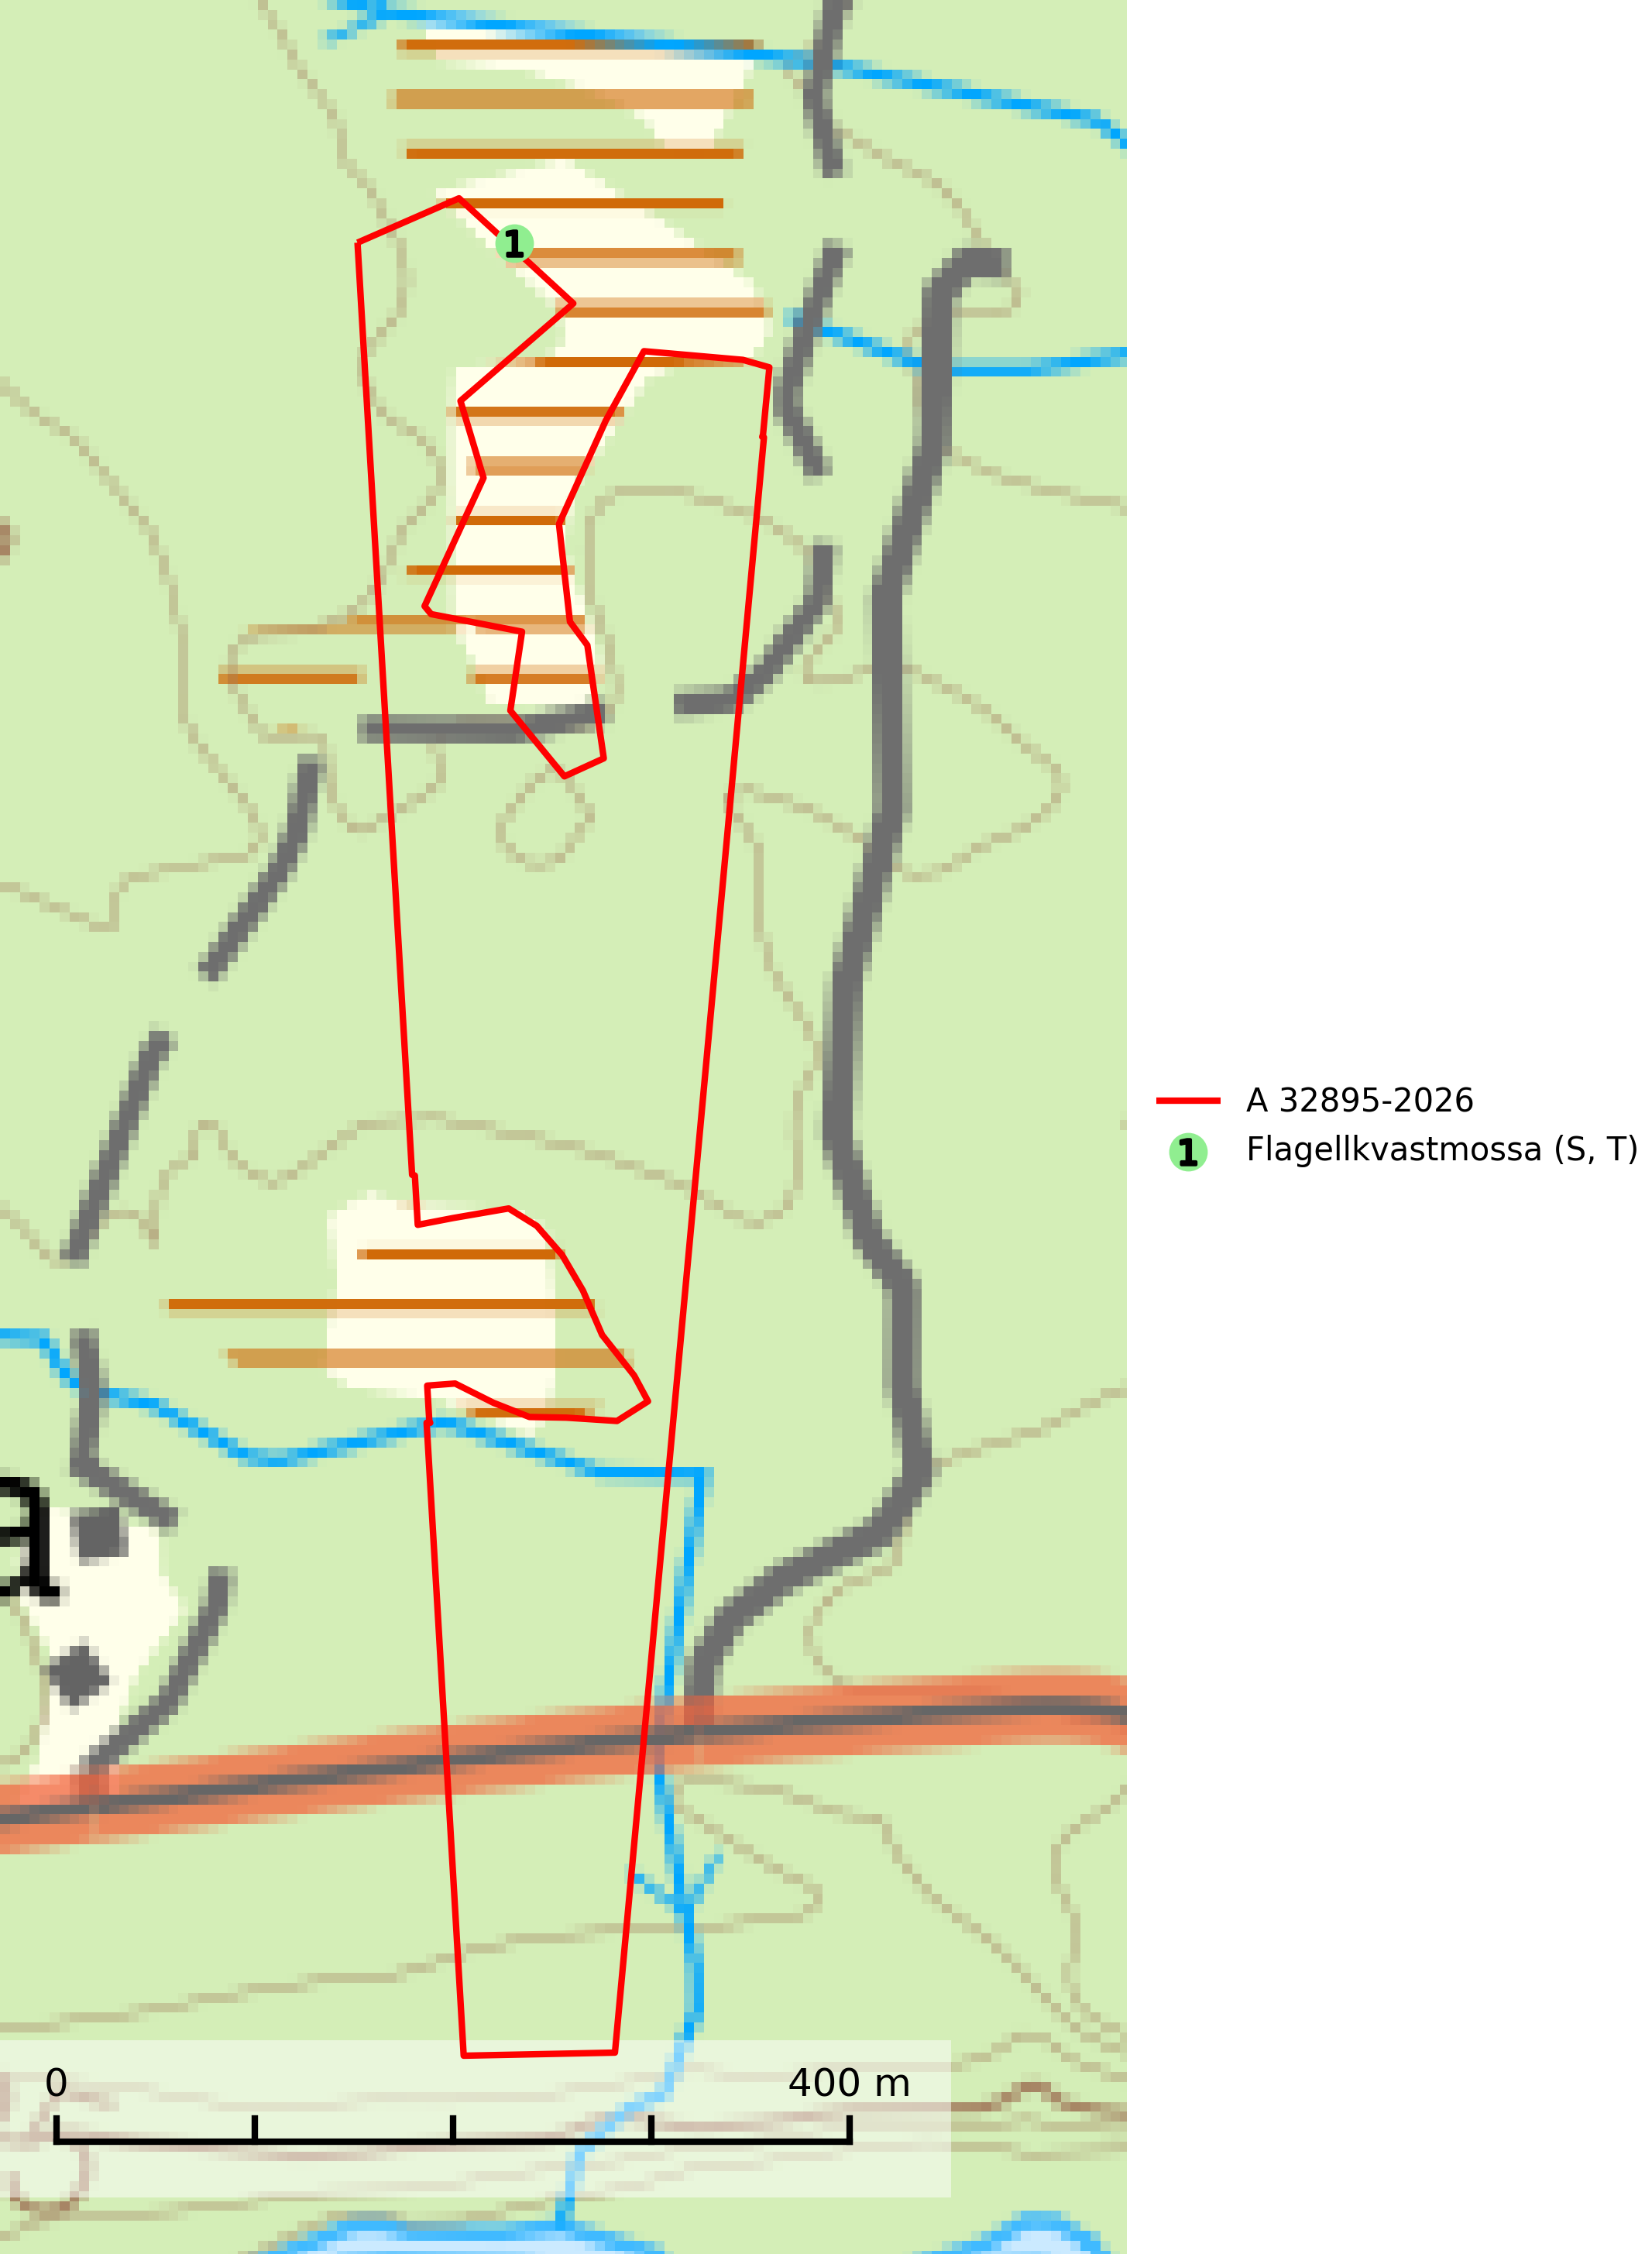 1
A 32895-2026
1 Flagellkvastmossa (S, T)
0 400 m